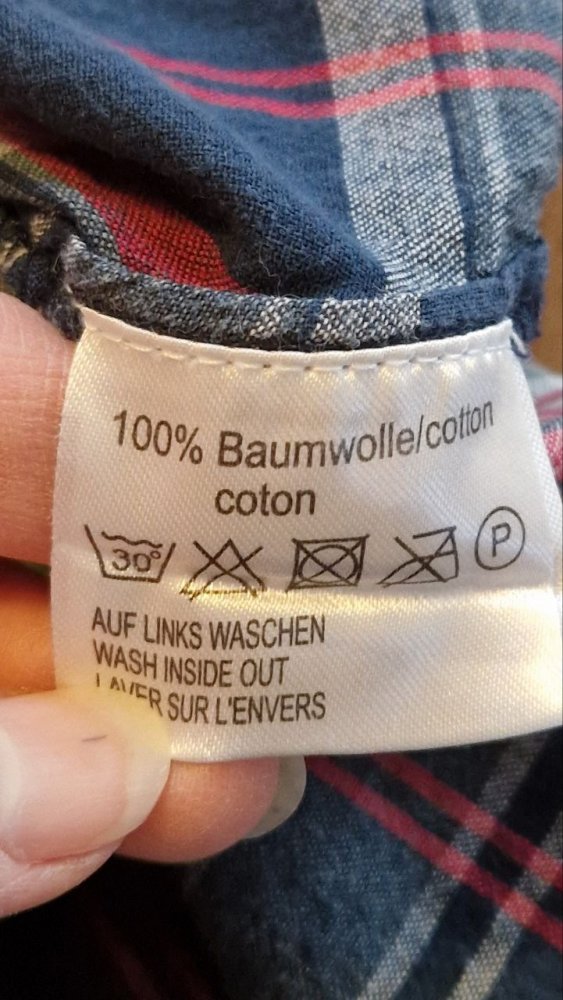 100% Baumwolle/cotton
coton
30° P
AUF LINKS WASCHEN
WASH INSIDE OUT
LAVER SUR L'ENVERS